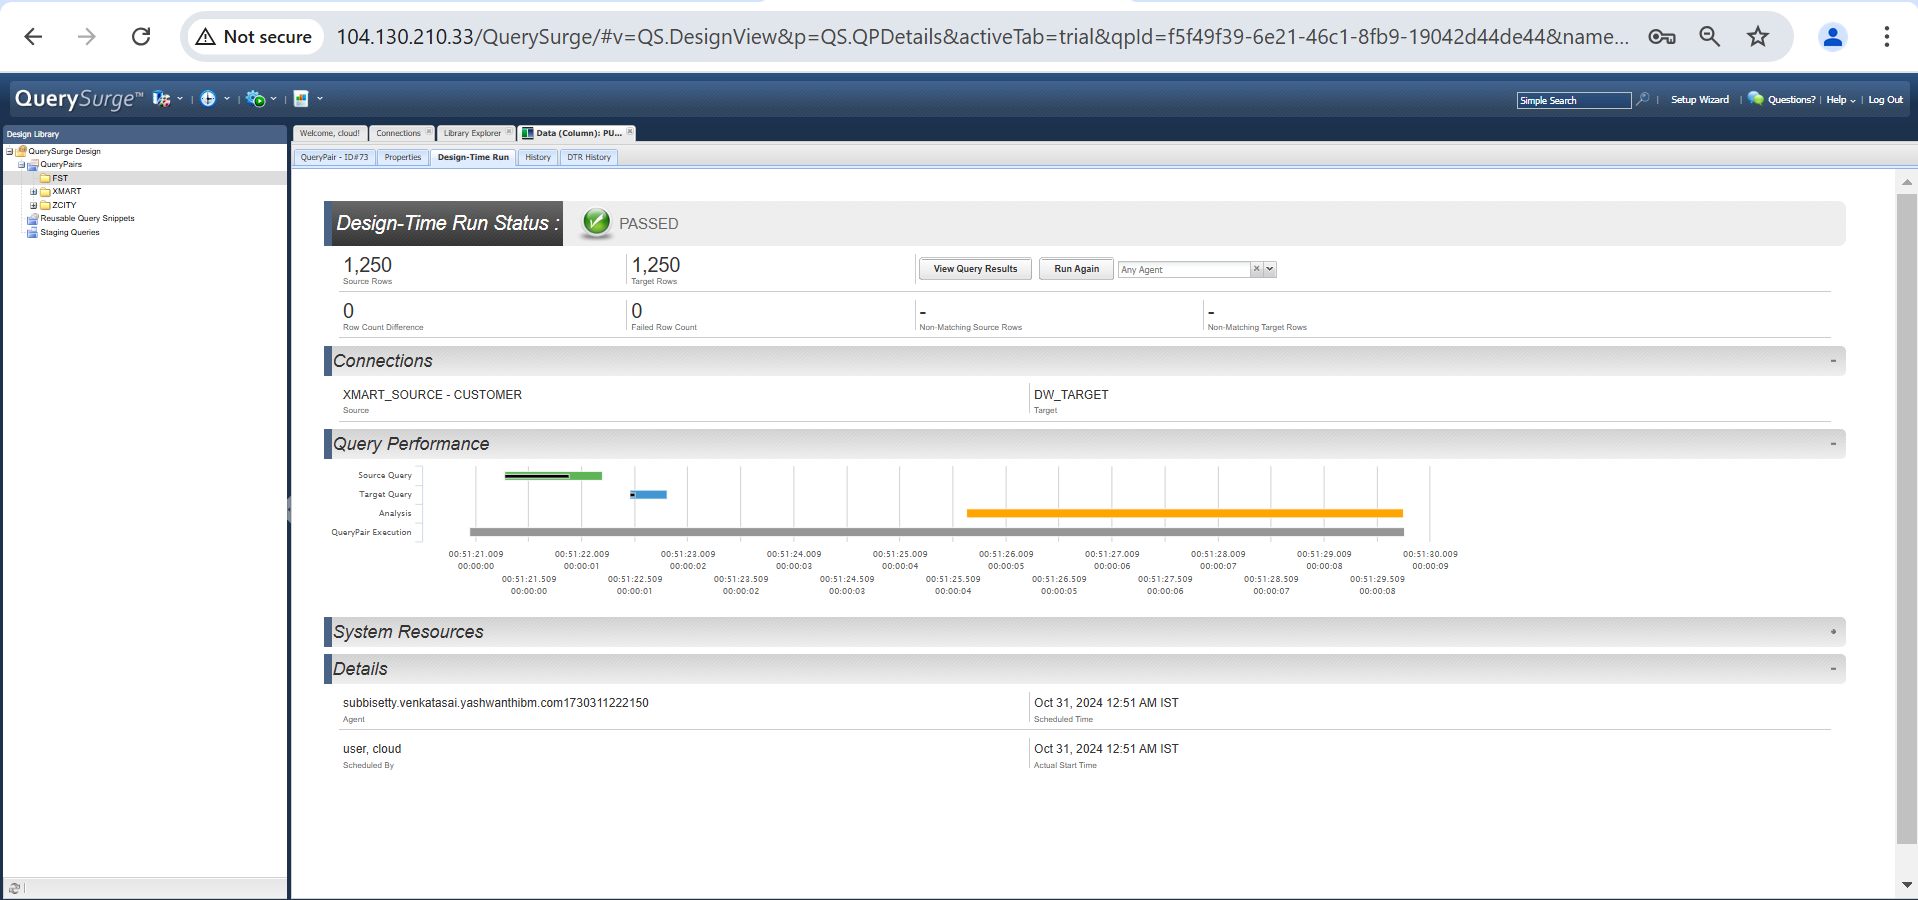 Not secure
104.130.210.33/QuerySurge/#v=QS.DesignView&p=QS.QPDetails&activeTab=trial&qpId=f5f49f39-6e21-46c1-8fb9-19042d44de44&name...
QuerySurge™
Simple Search
Setup Wizard
Questions?
Help
Log Out
Design Library
QuerySurge Design
QueryPairs
FST
XMART
ZCITY
Reusable Query Snippets
Staging Queries
Welcome, cloud!
Connections
Library Explorer
Data (Column): PU...
QueryPair - ID#73
Properties
Design-Time Run
History
DTR History
Design-Time Run Status :
PASSED
1,250
Source Rows
1,250
Target Rows
View Query Results
Run Again
Any Agent
0
Row Count Difference
0
Failed Row Count
-
Non-Matching Source Rows
-
Non-Matching Target Rows
Connections
XMART_SOURCE - CUSTOMER
Source
DW_TARGET
Target
Query Performance
Source Query
Target Query
Analysis
QueryPair Execution
00:51:21.009 00:51:22.009 00:51:23.009 00:51:24.009 00:51:25.009 00:51:26.009 00:51:27.009 00:51:28.009 00:51:29.009 00:51:30.009
00:00:00 00:00:01 00:00:02 00:00:03 00:00:04 00:00:05 00:00:06 00:00:07 00:00:08 00:00:09
00:51:21.509 00:51:22.509 00:51:23.509 00:51:24.509 00:51:25.509 00:51:26.509 00:51:27.509 00:51:28.509 00:51:29.509
00:00:00 00:00:01 00:00:02 00:00:03 00:00:04 00:00:05 00:00:06 00:00:07 00:00:08
System Resources
Details
subbisetty.venkatasai.yashwanthibm.com1730311222150
Agent
Oct 31, 2024 12:51 AM IST
Scheduled Time
user, cloud
Scheduled By
Oct 31, 2024 12:51 AM IST
Actual Start Time